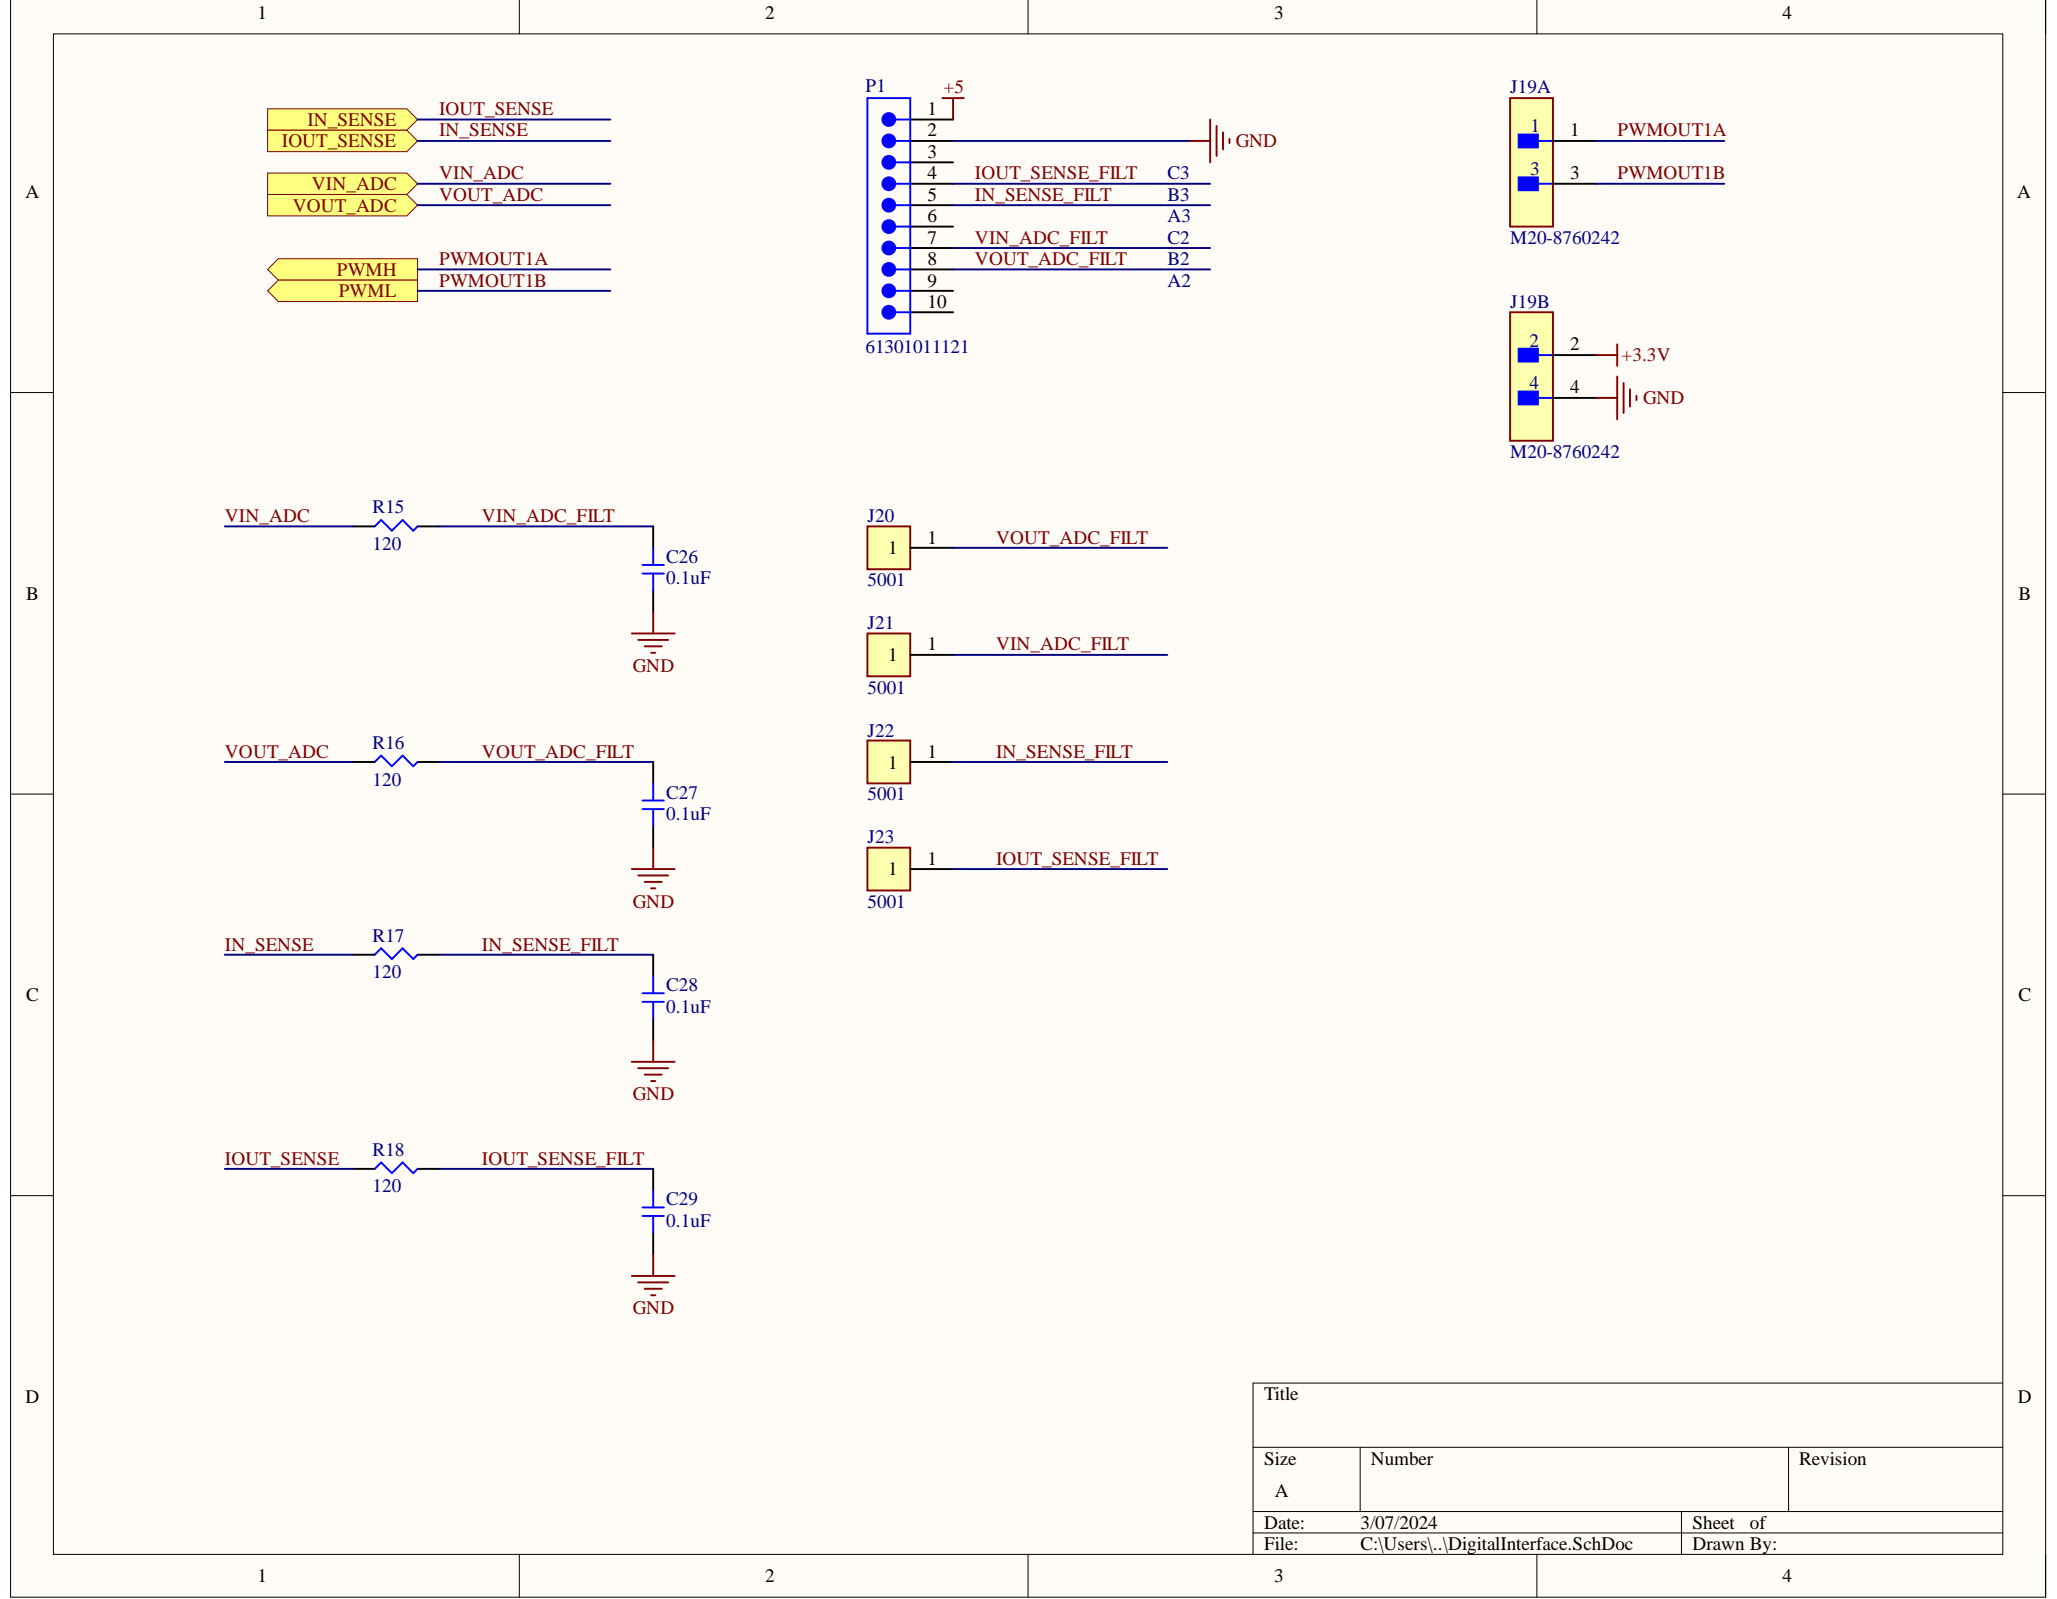 1 2 3 4
A
A
B
B
C
C
D
D
IN_SENSE IOUT_SENSE
IOUT_SENSE IN_SENSE
VIN_ADC VIN_ADC
VOUT_ADC VOUT_ADC
PWMH PWMOUT1A
PWML PWMOUT1B
P1
+5
1
2 GND
3
4 IOUT_SENSE_FILT C3
5 IN_SENSE_FILT B3
6 A3
7 VIN_ADC_FILT C2
8 VOUT_ADC_FILT B2
9 A2
10
61301011121
J19A
1 1 PWMOUT1A
3 3 PWMOUT1B
M20-8760242
J19B
2 2 +3.3V
4 4 GND
M20-8760242
VIN_ADC R15 VIN_ADC_FILT
120
C26
0.1uF
GND
VOUT_ADC R16 VOUT_ADC_FILT
120
C27
0.1uF
GND
IN_SENSE R17 IN_SENSE_FILT
120
C28
0.1uF
GND
IOUT_SENSE R18 IOUT_SENSE_FILT
120
C29
0.1uF
GND
J20
1 1 VOUT_ADC_FILT
5001
J21
1 1 VIN_ADC_FILT
5001
J22
1 1 IN_SENSE_FILT
5001
J23
1 1 IOUT_SENSE_FILT
5001
Title
Size Number Revision
A
Date: 3/07/2024 Sheet of
File: C:\Users\..\DigitalInterface.SchDoc Drawn By:
1 2 3 4